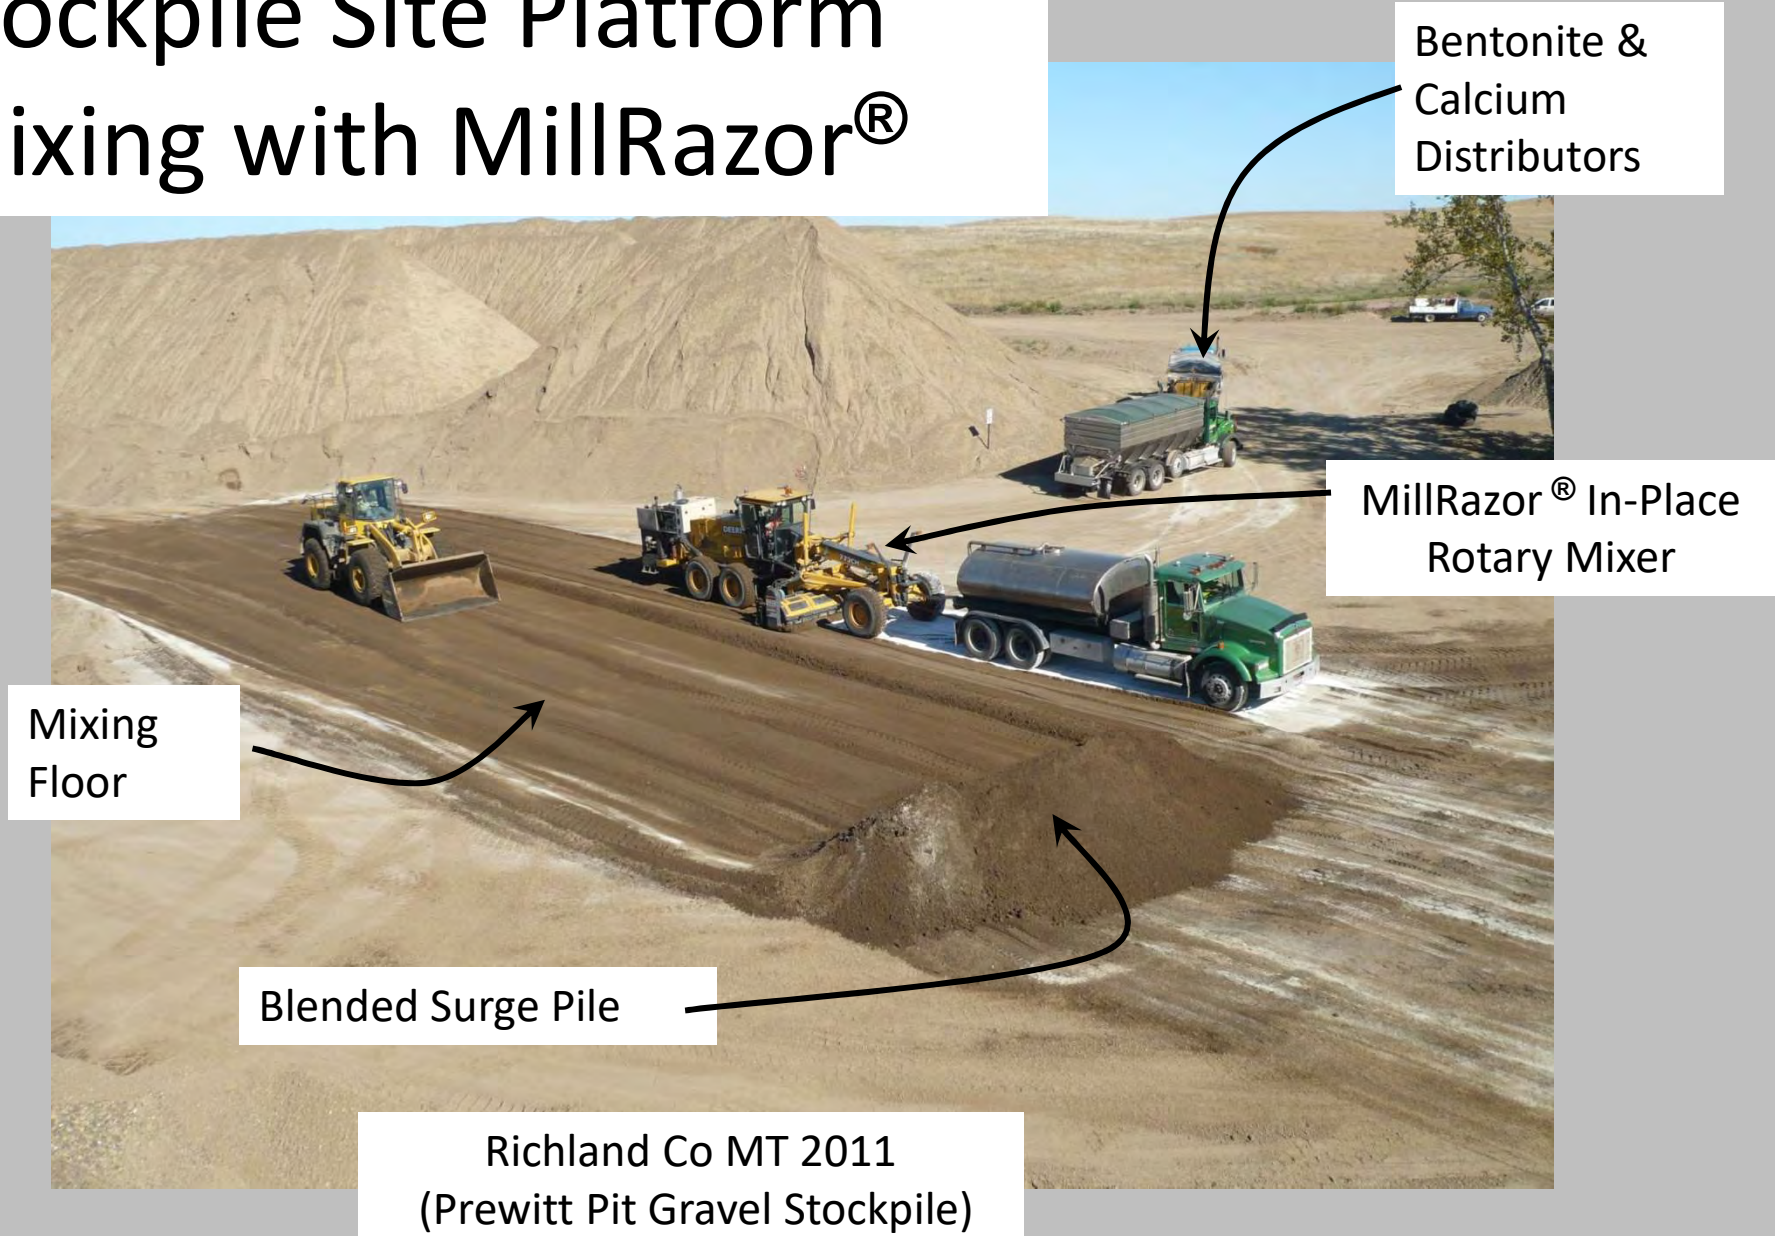 ockpile Site Platform
ixing with MillRazor®
Bentonite &
Calcium
Distributors
MillRazor ® In-Place
Rotary Mixer
Mixing
Floor
Blended Surge Pile
Richland Co MT 2011
(Prewitt Pit Gravel Stockpile)